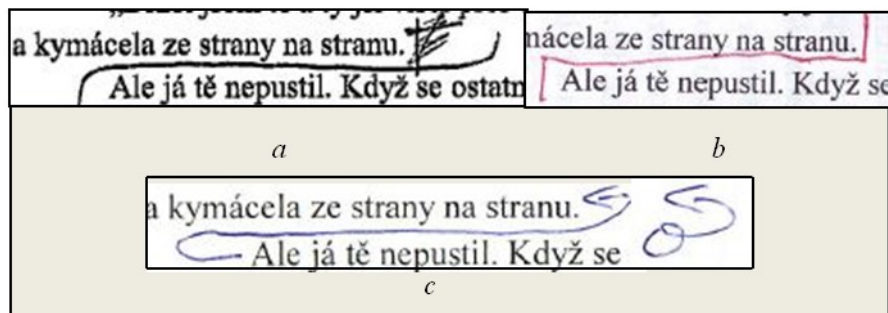 a kymácela ze strany na stranu.
Ale já tě nepustil. Když se ostatn
a
mácela ze strany na stranu.
Ale já tě nepustil. Když se
b
a kymácela ze strany na stranu.
Ale já tě nepustil. Když se
c